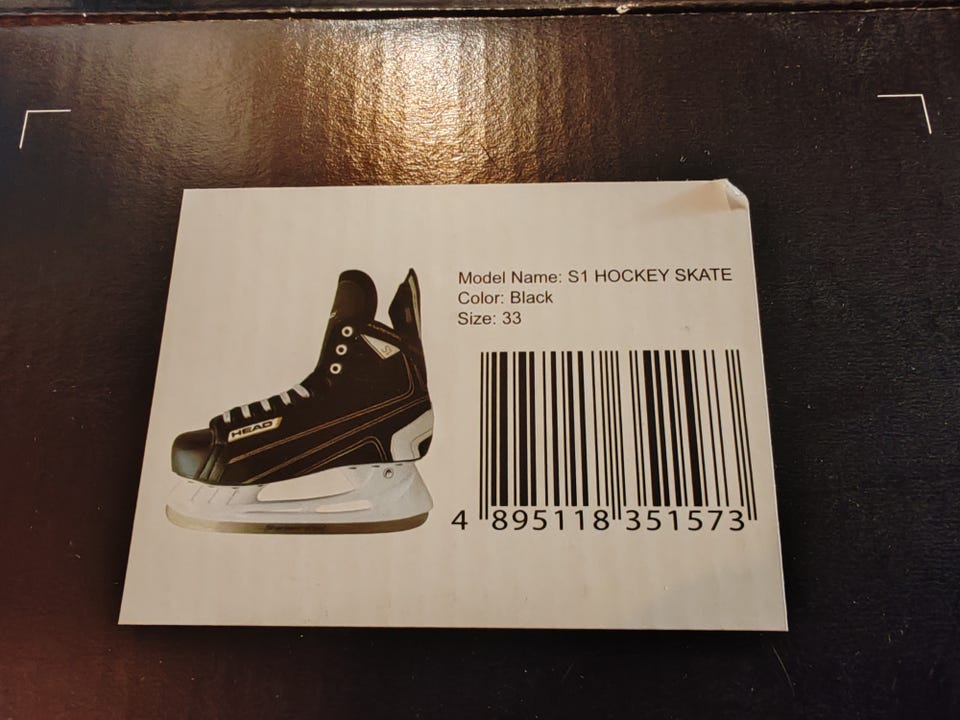 Model Name: S1 HOCKEY SKATE
Color: Black
Size: 33
HEAD
4 895118 351573